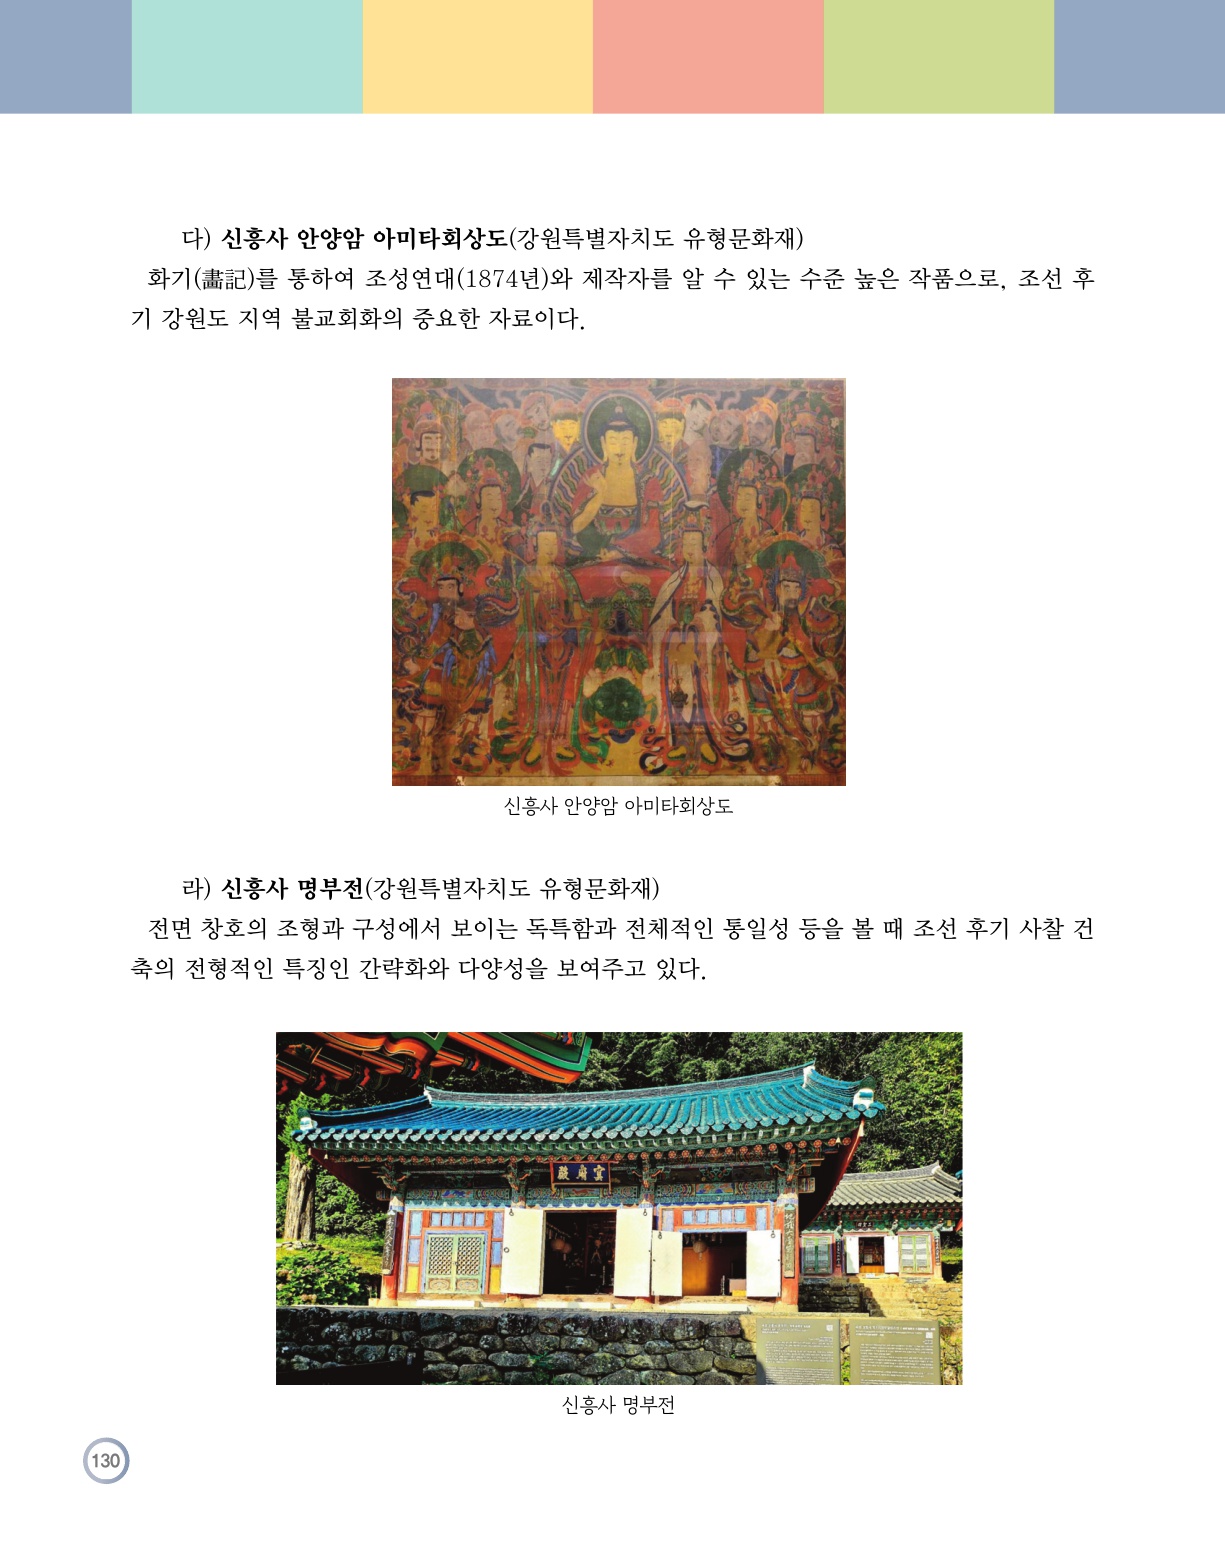 다) 신흥사 안양암 아미타회상도(강원특별자치도 유형문화재)
화기(畵記)를 통하여 조성연대(1874년)와 제작자를 알 수 있는 수준 높은 작품으로, 조선 후
기 강원도 지역 불교회화의 중요한 자료이다.
신흥사 안양암 아미타회상도
라) 신흥사 명부전(강원특별자치도 유형문화재)
전면 창호의 조형과 구성에서 보이는 독특함과 전체적인 통일성 등을 볼 때 조선 후기 사찰 건
축의 전형적인 특징인 간략화와 다양성을 보여주고 있다.
殿府冥
신흥사 명부전
130